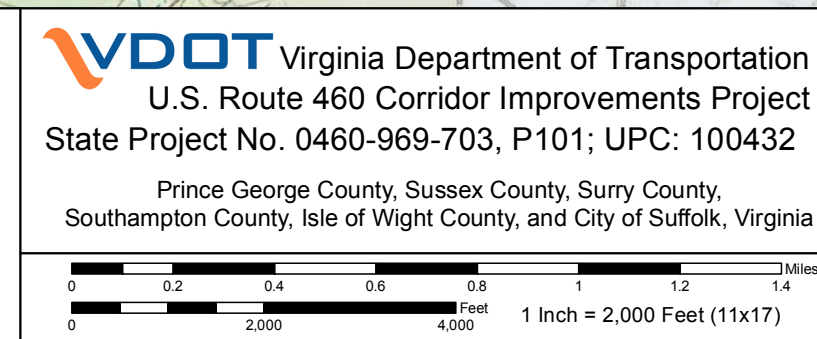 VDOT Virginia Department of Transportation
U.S. Route 460 Corridor Improvements Project
State Project No. 0460-969-703, P101; UPC: 100432
Prince George County, Sussex County, Surry County,
Southampton County, Isle of Wight County, and City of Suffolk, Virginia
Miles
0 0.2 0.4 0.6 0.8 1 1.2 1.4
Feet
0 2,000 4,000
1 Inch = 2,000 Feet (11x17)